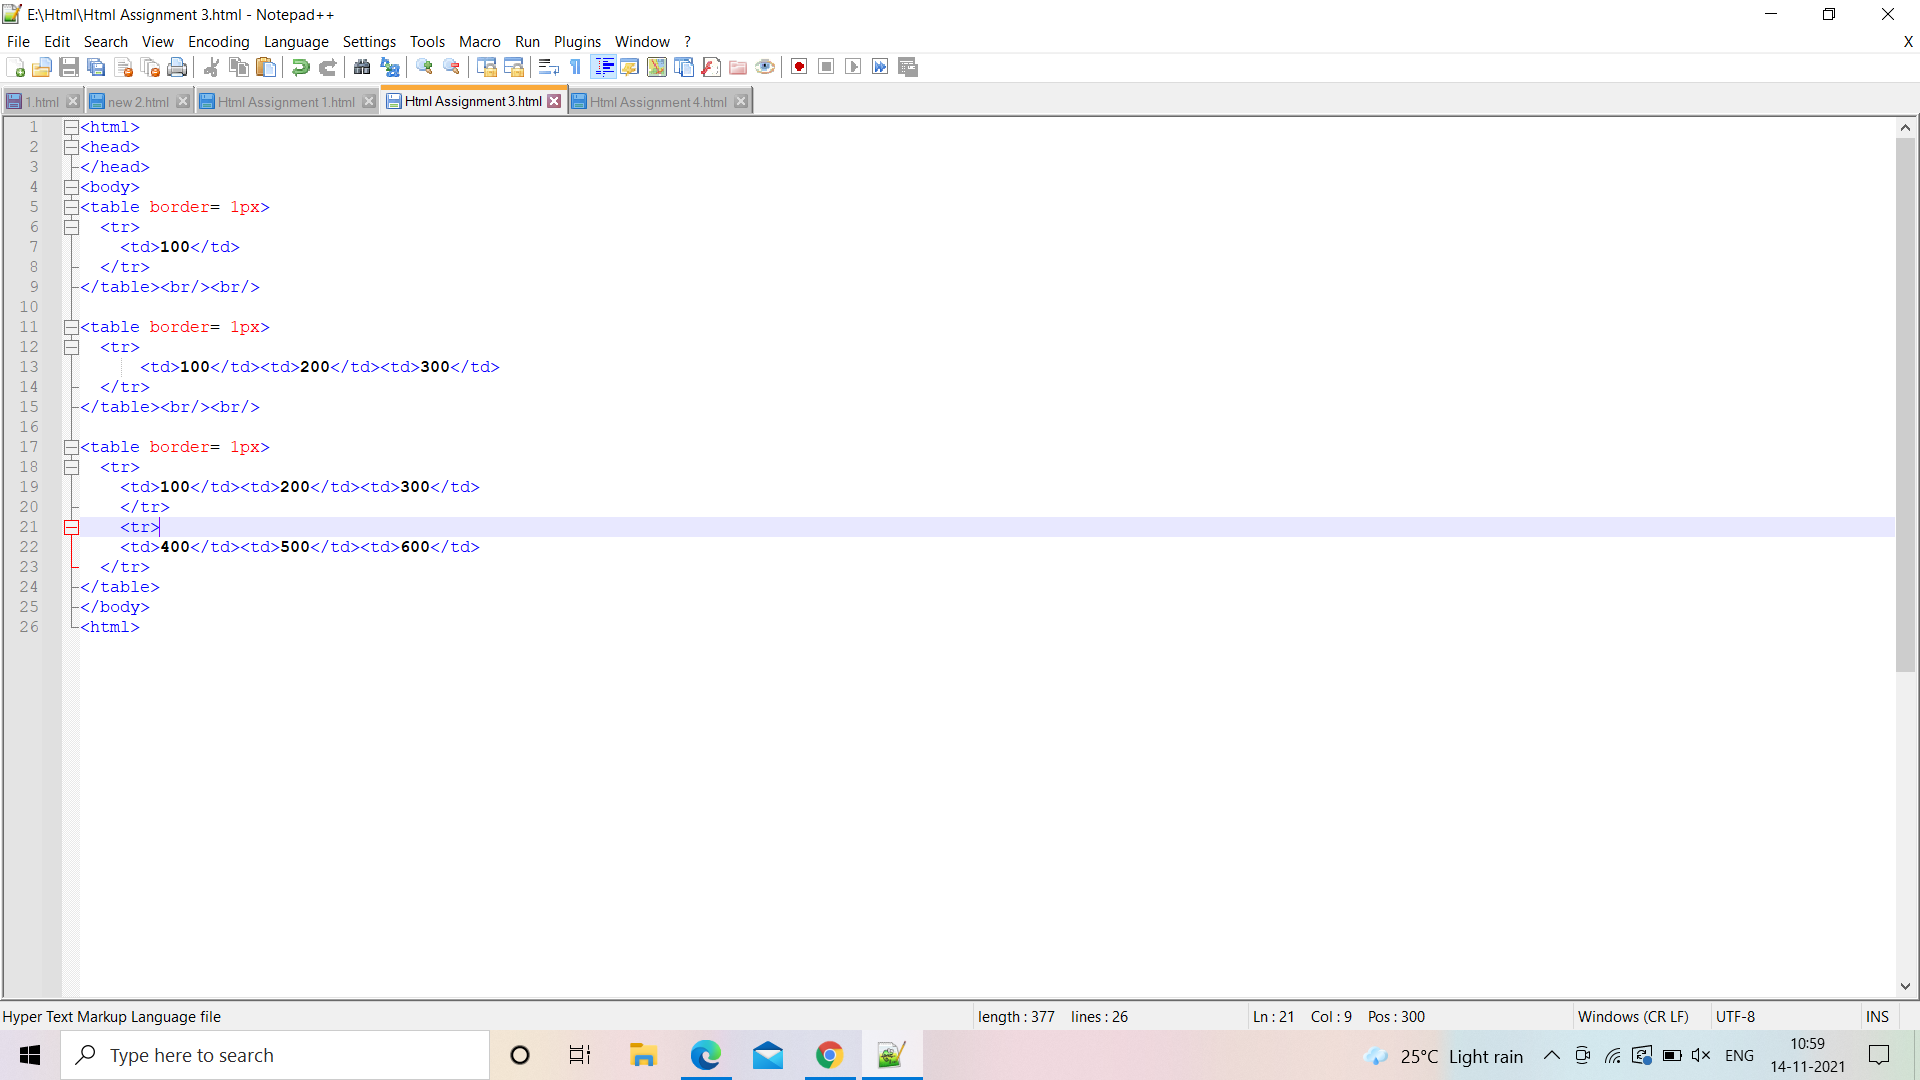 E:\Html\Html Assignment 3.html - Notepad++
File Edit Search View Encoding Language Settings Tools Macro Run Plugins Window ? X
1.html new 2.html Html Assignment 1.html Html Assignment 3.html Html Assignment 4.html
1 <html>
2 <head>
3 </head>
4 <body>
5 <table border= 1px>
6 <tr>
7 <td>100</td>
8 </tr>
9 </table><br/><br/>
10
11 <table border= 1px>
12 <tr>
13 <td>100</td><td>200</td><td>300</td>
14 </tr>
15 </table><br/><br/>
16
17 <table border= 1px>
18 <tr>
19 <td>100</td><td>200</td><td>300</td>
20 </tr>
21 <tr>
22 <td>400</td><td>500</td><td>600</td>
23 </tr>
24 </table>
25 </body>
26 <html>
Hyper Text Markup Language file length : 377 lines : 26 Ln : 21 Col : 9 Pos : 300 Windows (CR LF) UTF-8 INS
Type here to search 25°C Light rain ENG 10:59
14-11-2021